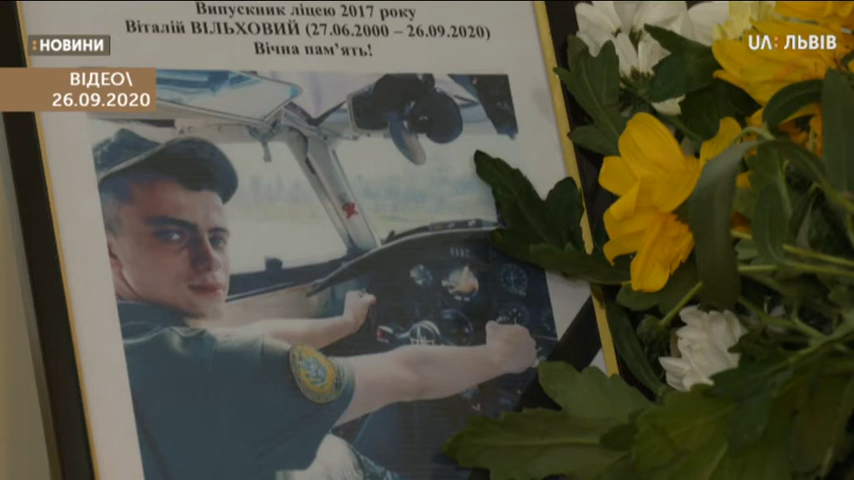 Випускник ліцею 2017 року
Віталій ВІЛЬХОВИЙ (27.06.2000 – 26.09.2020)
Вічна пам'ять!
:НОВИНИ
UA: ЛЬВІВ
ВІДЕО\
26.09.2020